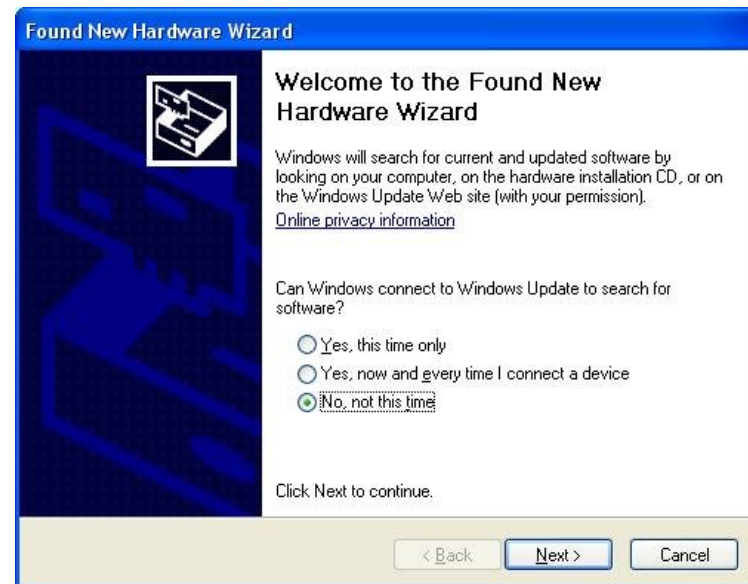 Found New Hardware Wizard
Welcome to the Found New
Hardware Wizard
Windows will search for current and updated software by
looking on your computer, on the hardware installation CD, or on
the Windows Update Web site (with your permission).
Online privacy information
Can Windows connect to Windows Update to search for
software?
Yes, this time only
Yes, now and every time I connect a device
No, not this time
Click Next to continue.
< Back Next > Cancel